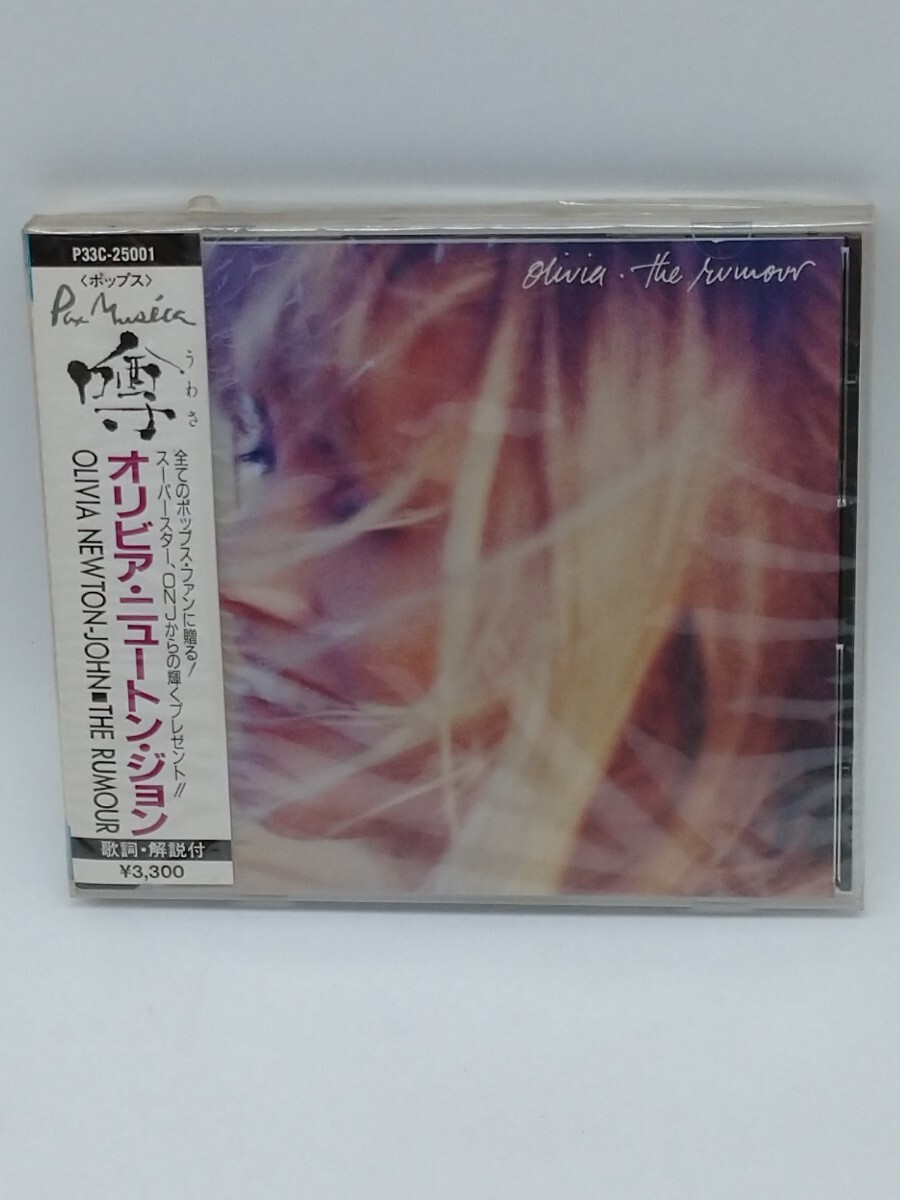 P33C-25001
〈ポップス〉
Pax Musica
噂
うわさ
全てのポップス・ファンに贈る！
スーパースター、ONJからの輝くプレゼント!!
オリビア・ニュートン・ジョン
OLIVIA NEWTON-JOHN■THE RUMOUR
歌詞・解説付
¥3,300
olivia · the rumour